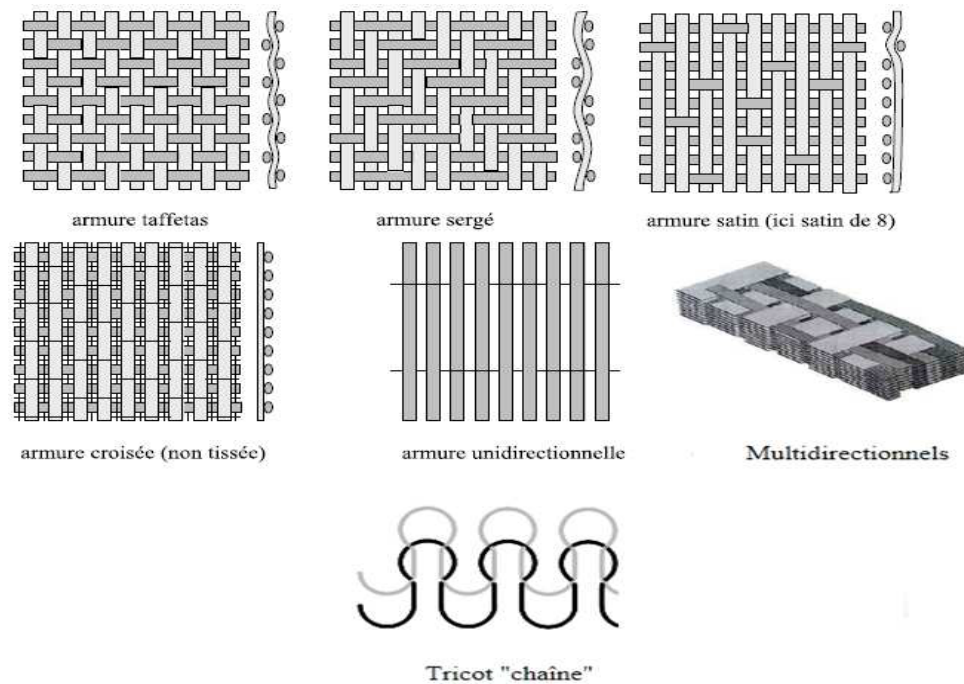 armure taffetas
armure sergé
armure satin (ici satin de 8)
armure croisée (non tissée)
armure unidirectionnelle
Multidirectionnels
Tricot "chaîne"